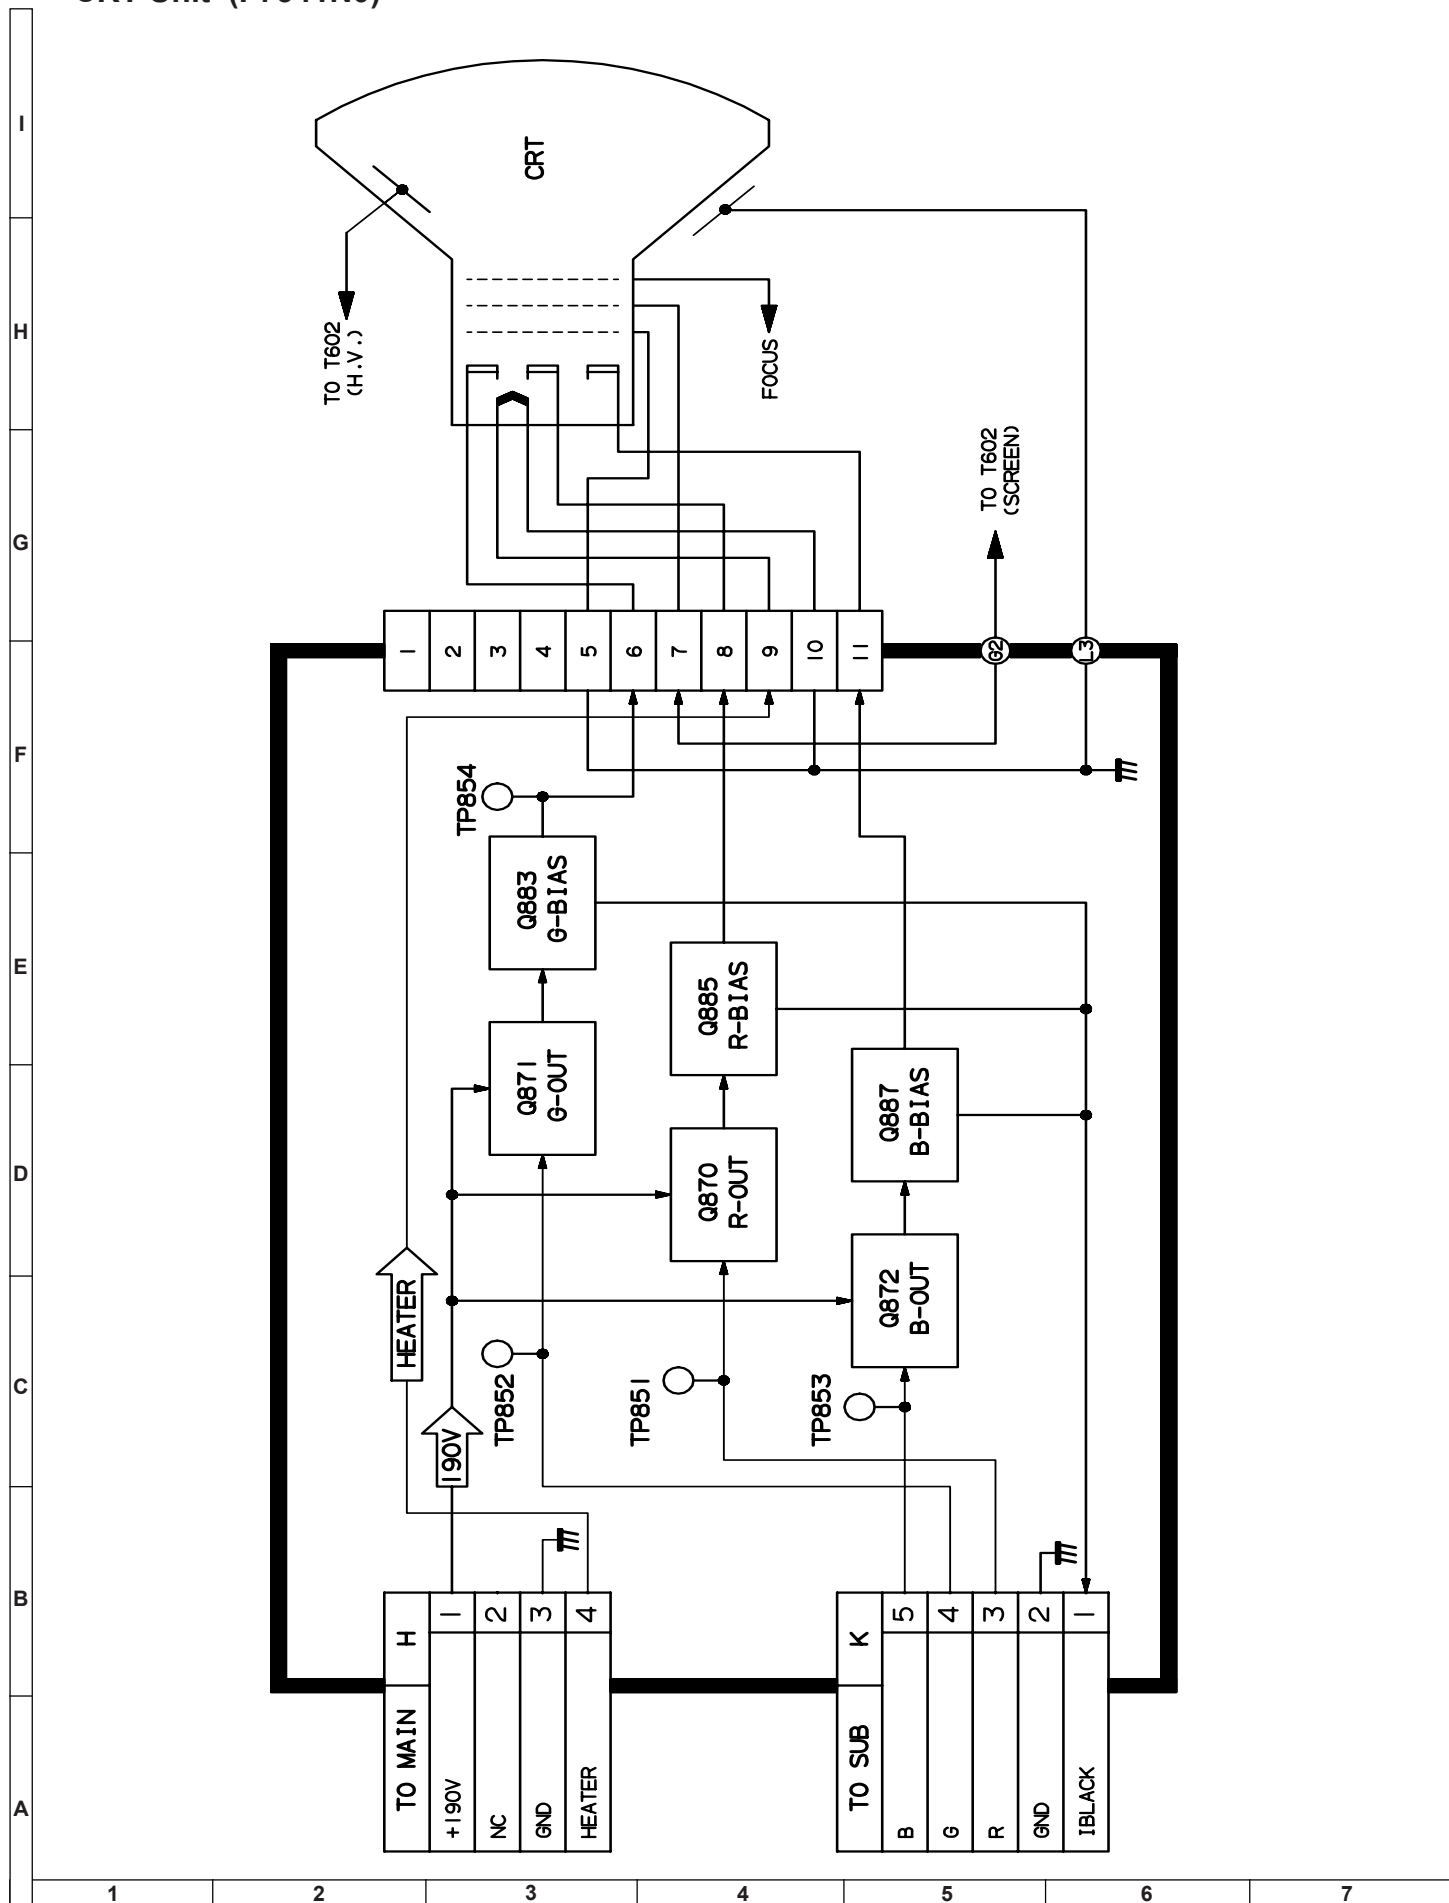 I
H
G
F
E
D
C
B
A
CRT
TO T602
(H.V.)
FOCUS
TO T602
(SCREEN)
1
2
3
4
5
6
7
8
9
10
11
G2
L3
TP854
Q883
G-BIAS
Q885
R-BIAS
Q871
G-OUT
Q887
B-BIAS
Q870
R-OUT
Q872
B-OUT
HEATER
190V
TP852
TP851
TP853
TO MAIN H
+190V 1
NC 2
GND 3
HEATER 4
TO SUB K
B 5
G 4
R 3
GND 2
IBLACK 1
1 2 3 4 5 6 7